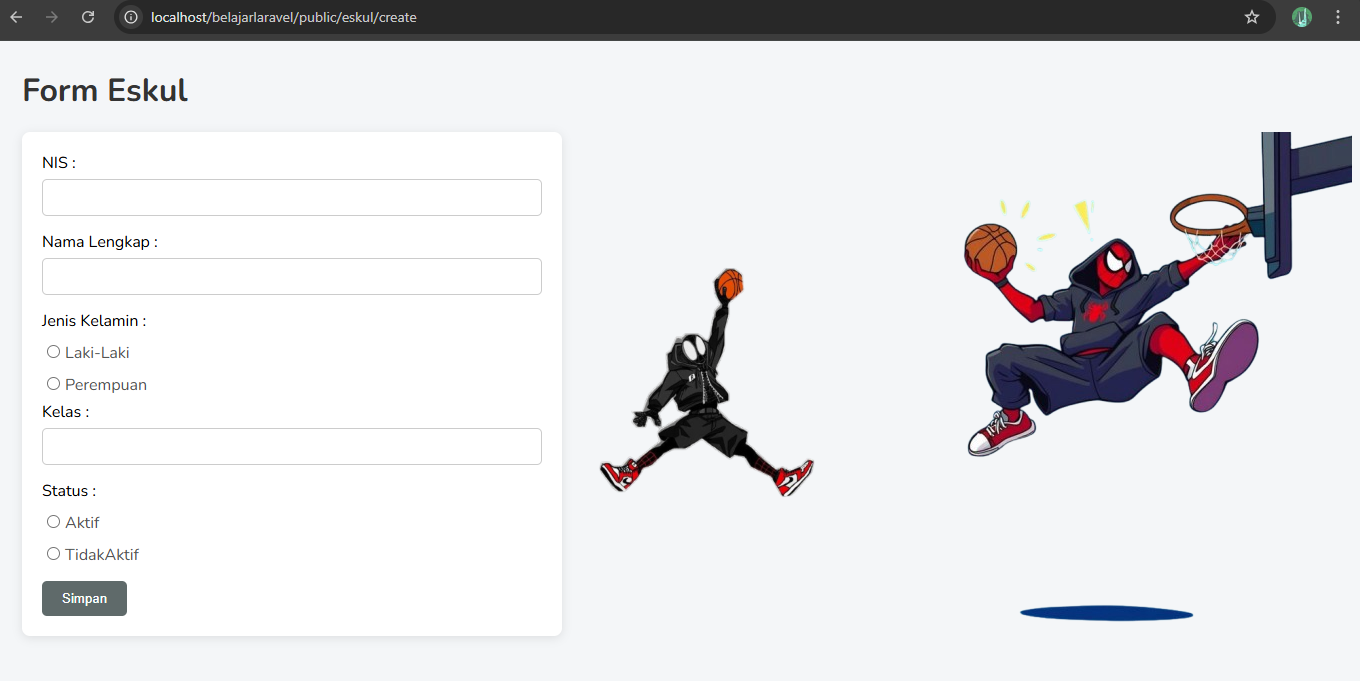 localhost/belajarlaravel/public/eskul/create
Form Eskul
NIS :
Nama Lengkap :
Jenis Kelamin :
Laki-Laki
Perempuan
Kelas :
Status :
Aktif
TidakAktif
Simpan